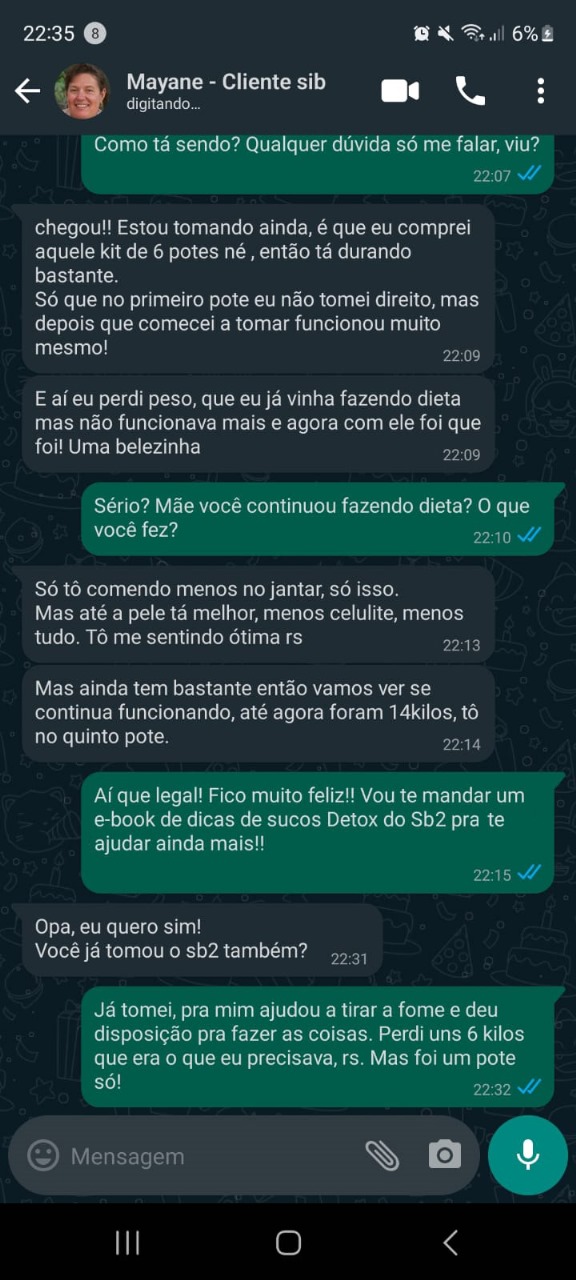 22:35 8 6%
Mayane - Cliente sib
digitando...
Como tá sendo? Qualquer dúvida só me falar, viu?
22:07
chegou!! Estou tomando ainda, é que eu comprei
aquele kit de 6 potes né , então tá durando
bastante.
Só que no primeiro pote eu não tomei direito, mas
depois que comecei a tomar funcionou muito
mesmo!
22:09
E aí eu perdi peso, que eu já vinha fazendo dieta
mas não funcionava mais e agora com ele foi que
foi! Uma belezinha
22:09
Sério? Mãe você continuou fazendo dieta? O que
você fez?
22:10
Só tô comendo menos no jantar, só isso.
Mas até a pele tá melhor, menos celulite, menos
tudo. Tô me sentindo ótima rs
22:13
Mas ainda tem bastante então vamos ver se
continua funcionando, até agora foram 14kilos, tô
no quinto pote.
22:14
Aí que legal! Fico muito feliz!! Vou te mandar um
e-book de dicas de sucos Detox do Sb2 pra te
ajudar ainda mais!!
22:15
Opa, eu quero sim!
Você já tomou o sb2 também?
22:31
Já tomei, pra mim ajudou a tirar a fome e deu
disposição pra fazer as coisas. Perdi uns 6 kilos
que era o que eu precisava, rs. Mas foi um pote
só!
22:32
Mensagem